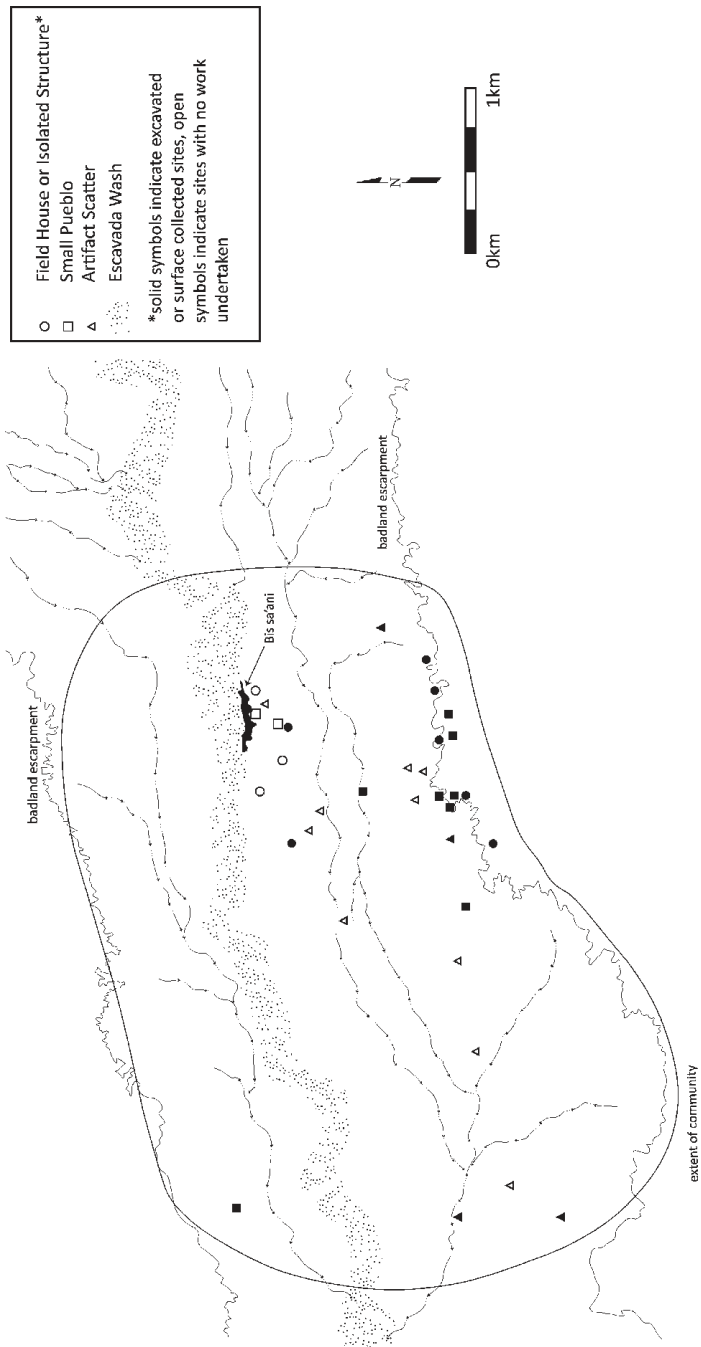 Field House or Isolated Structure*
Small Pueblo
Artifact Scatter
Escavada Wash
*solid symbols indicate excavated
or surface collected sites, open
symbols indicate sites with no work
undertaken
N
0km
1km
badland escarpment
badland escarpment
Bis sa'ani
extent of community